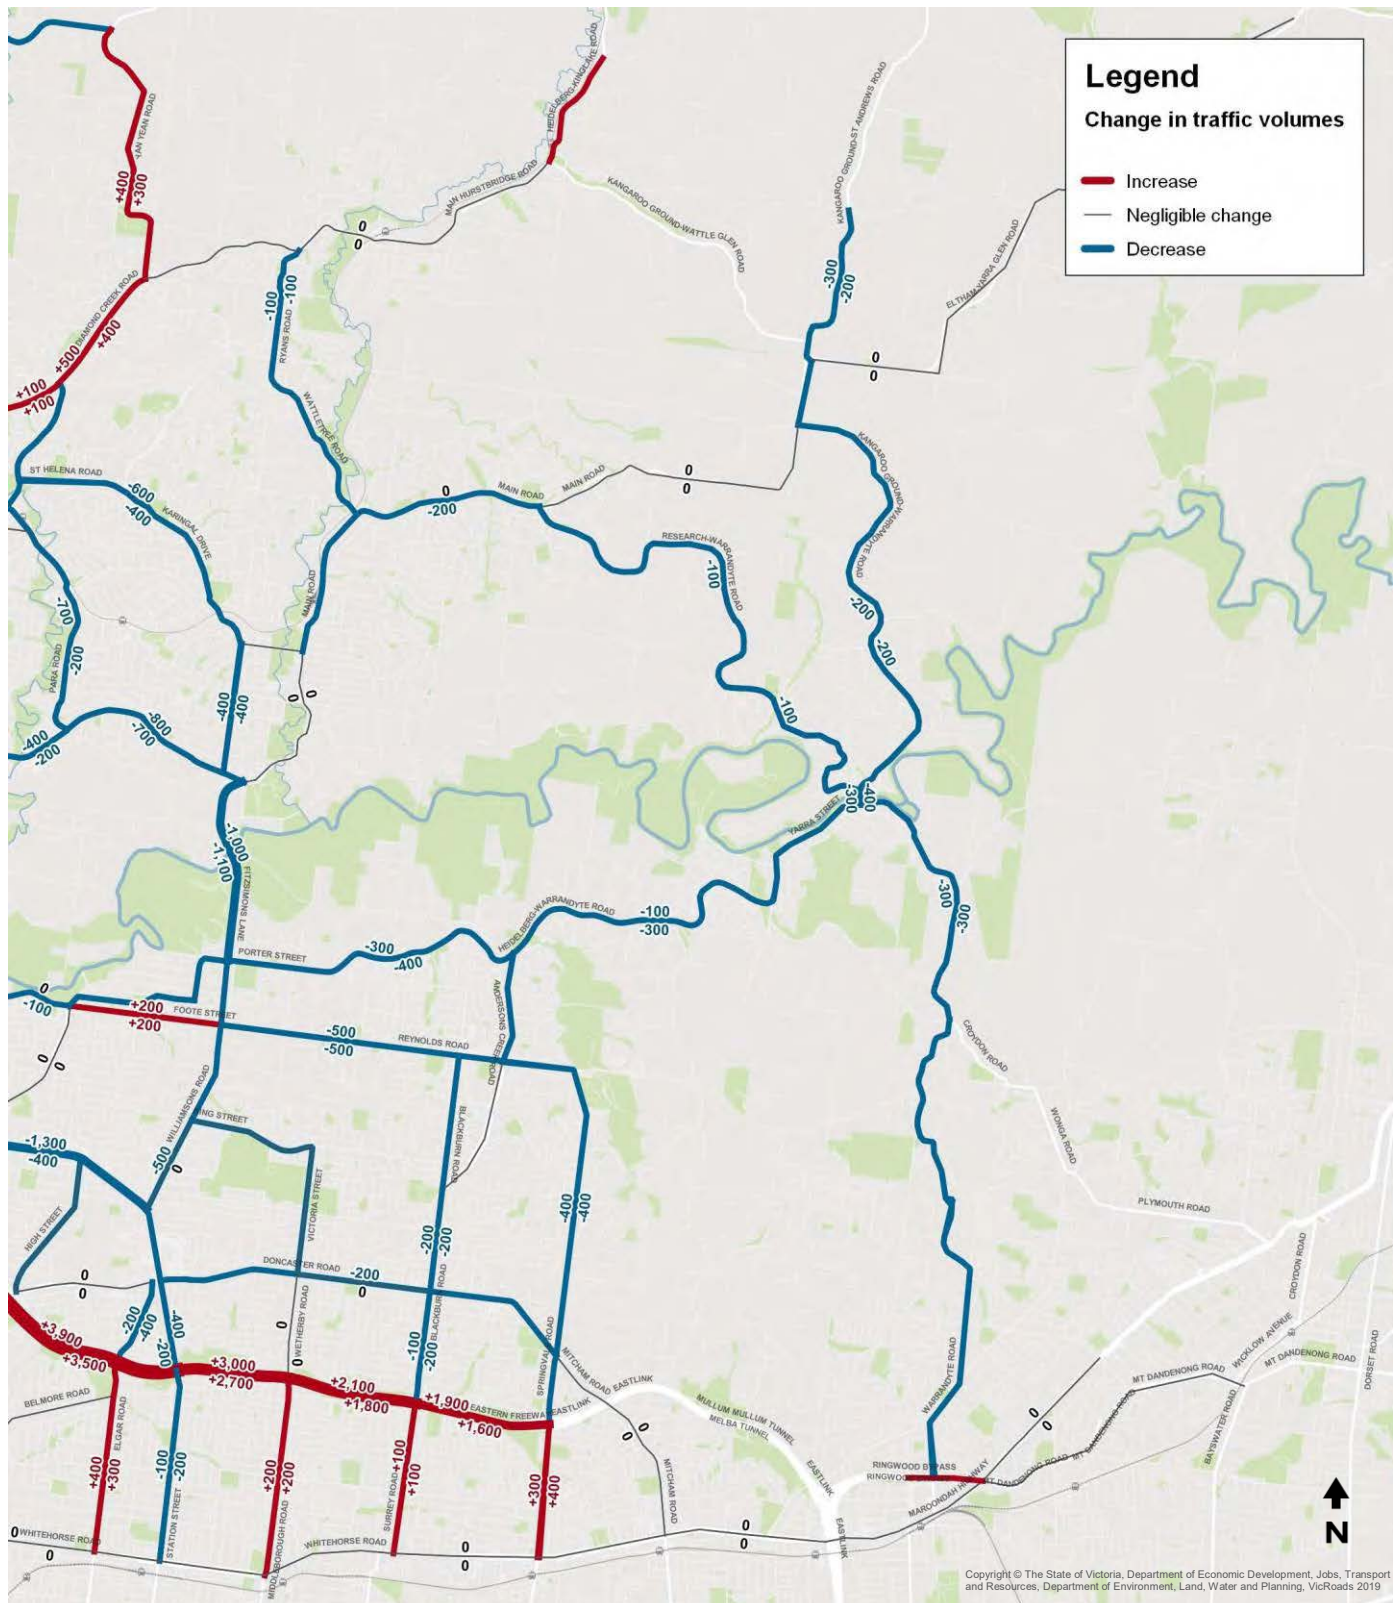 Legend
Change in traffic volumes
Increase
Negligible change
Decrease
HEIDELBERG-KINGLAKE ROAD
YAN YEAN ROAD
+400
+300
MAIN HURSTBRIDGE ROAD
KANGAROO GROUND-WATTLE GLEN ROAD
KANGAROO GROUND-ST ANDREWS ROAD
ELTHAM-YARRA GLEN ROAD
0
0
DIAMOND CREEK ROAD
+500
+400
+100
+100
-100
-100
RYANS ROAD
-300
-200
0
0
WATTLETREE ROAD
KANGAROO GROUND-WARRANDYTE ROAD
ST HELENA ROAD
-600
-400
KARINGAL DRIVE
0
-200
MAIN ROAD
MAIN ROAD
0
0
RESEARCH-WARRANDYTE ROAD
-100
-200
-200
MAIN ROAD
-700
-200
PARA ROAD
-400
-400
0
0
-100
-800
-700
-400
-200
-300
-400
YARRA STREET
-1,000
-1,100
FITZSIMONS LANE
-300
-300
HEIDELBERG-WARRANDYTE ROAD
-100
-300
PORTER STREET
-300
-400
0
-100
+200
+200
FOOTE STREET
ANDERSONS CREEK ROAD
-500
-500
REYNOLDS ROAD
0
0
CROYDON ROAD
WILLIAMSONS ROAD
KING STREET
BLACKBURN ROAD
WONGA ROAD
-1,300
-400
-500
0
VICTORIA STREET
HIGH STREET
-400
-400
PLYMOUTH ROAD
-200
-200
DONCASTER ROAD
-200
0
0
0
BLACKBURN ROAD
CROYDON ROAD
-200
-400
-400
-200
0
WETHERBY ROAD
0
-100
-200
SPRINGVALE ROAD
MITCHAM ROAD
+3,900
+3,500
+3,000
+2,700
+2,100
+1,800
+1,900
+1,600
EASTERN FREEWAY
EASTLINK
EASTLINK
MULLUM MULLUM TUNNEL
MELBA TUNNEL
WARRANDYTE ROAD
WICKLOW AVENUE
MT DANDENONG ROAD
MT DANDENONG ROAD
DORSET ROAD
BELMORE ROAD
ELGAR ROAD
+400
+300
-100
-200
STATION STREET
+200
+200
MIDDLEBOROUGH ROAD
+100
+100
SURREY ROAD
+300
+400
0
0
MITCHAM ROAD
EASTLINK
EASTLINK
0
0
MT DANDENONG ROAD
BAYSWATER ROAD
RINGWOOD BYPASS
MT DANDENONG ROAD
MAROONDAH HIGHWAY
0
WHITEHORSE ROAD
0
WHITEHORSE ROAD
0
0
0
0
N
Copyright © The State of Victoria, Department of Economic Development, Jobs, Transport
and Resources, Department of Environment, Land, Water and Planning, VicRoads 2019